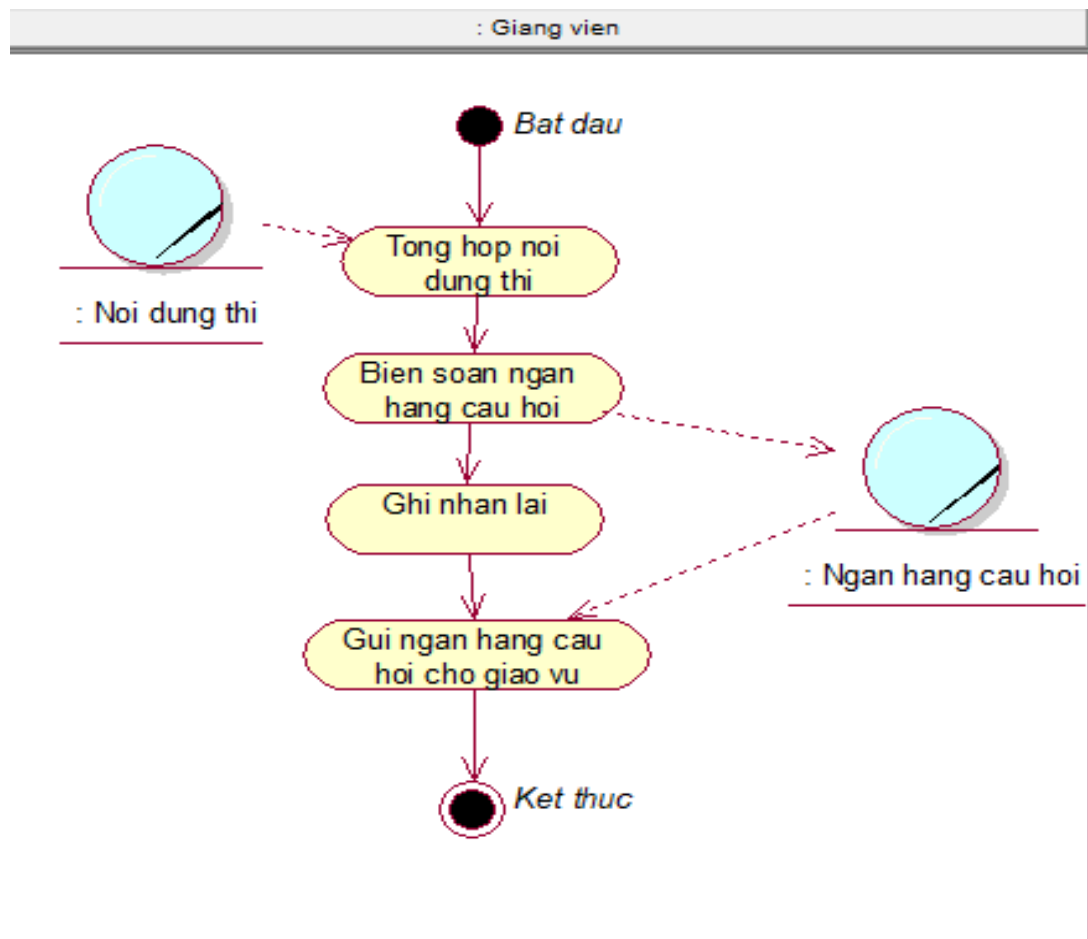 : Giang vien
Bat dau
Tong hop noi
dung thi
: Noi dung thi
Bien soan ngan
hang cau hoi
Ghi nhan lai
: Ngan hang cau hoi
Gui ngan hang cau
hoi cho giao vu
Ket thuc